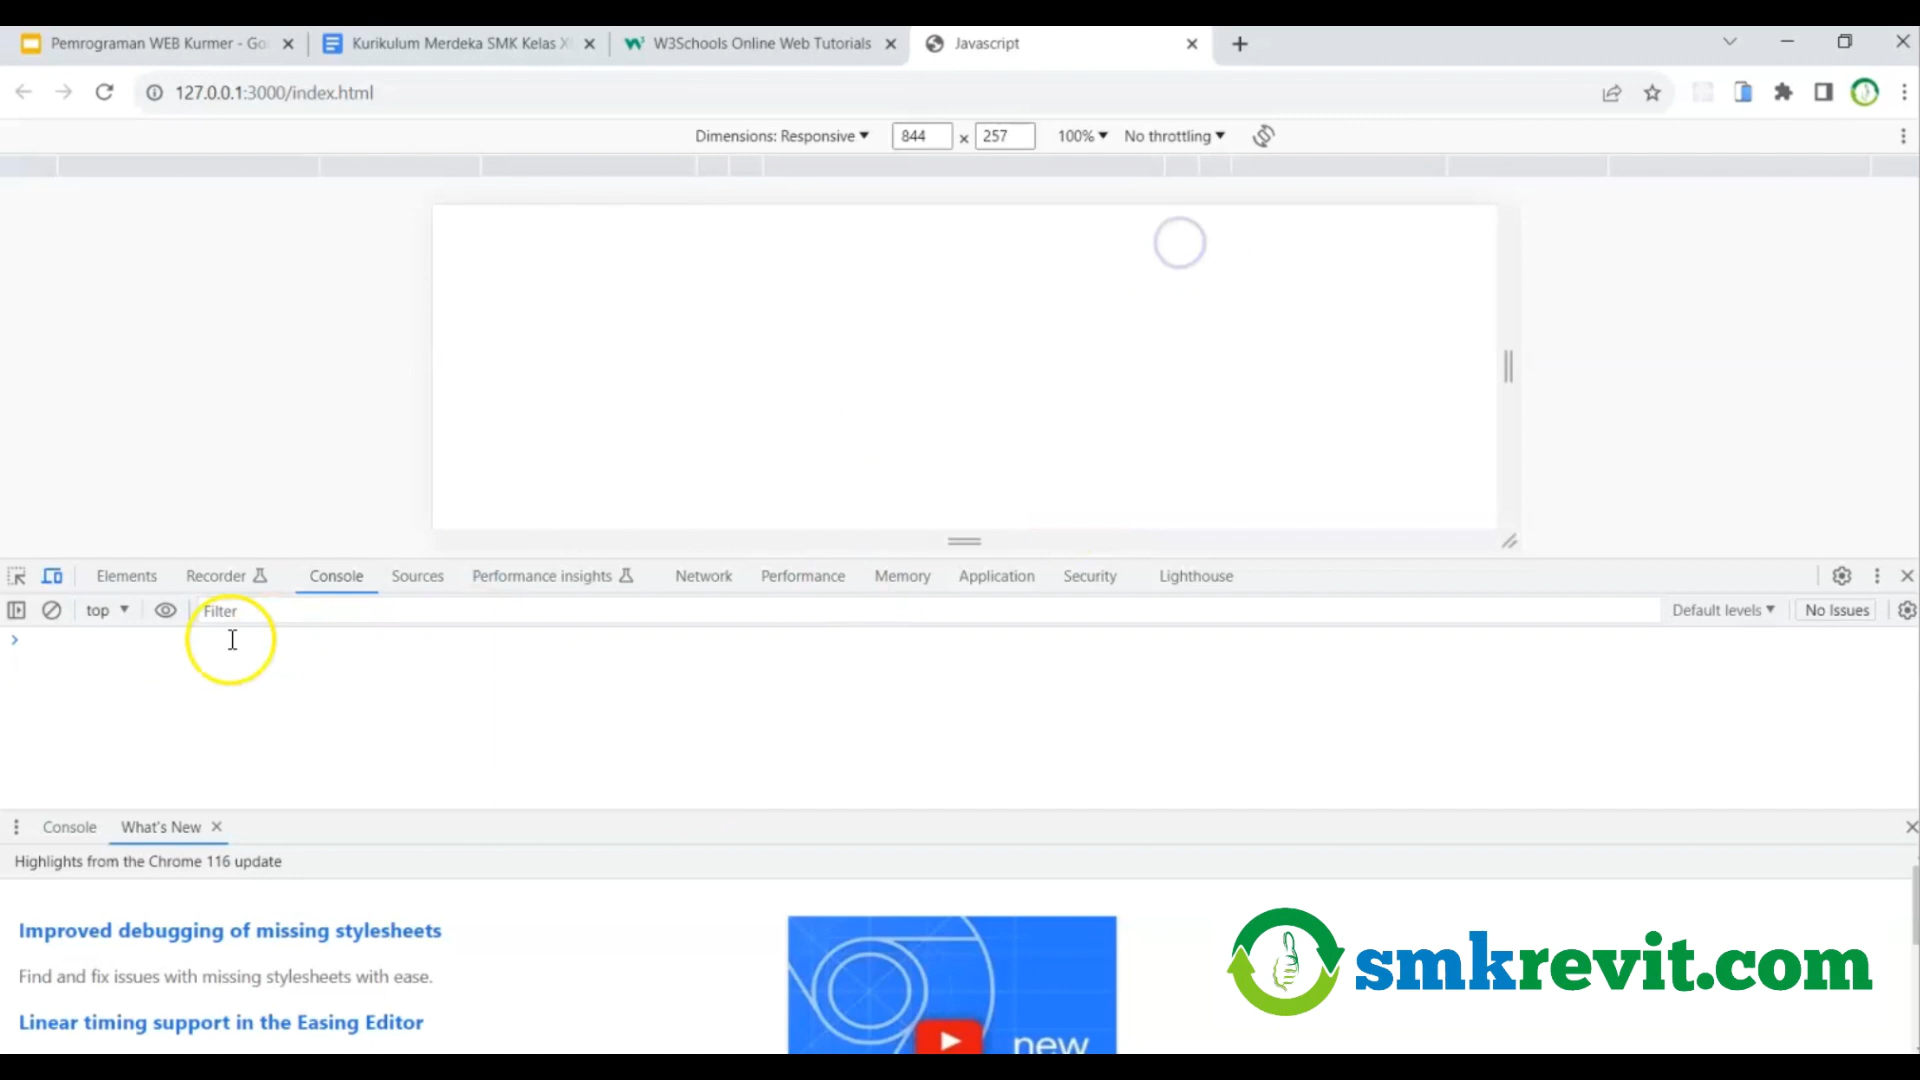 Pemrograman WEB Kurmer - Go
Kurikulum Merdeka SMK Kelas X
W3Schools Online Web Tutorials
Javascript
127.0.0.1:3000/index.html
Dimensions: Responsive 844 x 257 100% No throttling
Elements Recorder Console Sources Performance insights Network Performance Memory Application Security Lighthouse
top Filter Default levels No Issues
Console What's New
Highlights from the Chrome 116 update
Improved debugging of missing stylesheets
Find and fix issues with missing stylesheets with ease.
Linear timing support in the Easing Editor
new
smkrevit.com